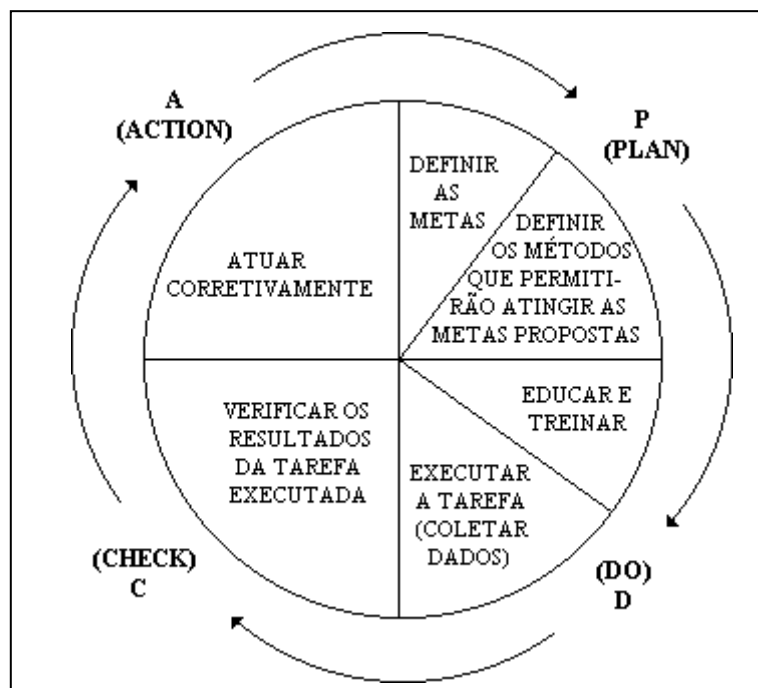 A
(ACTION)
P
(PLAN)
DEFINIR
AS
METAS
DEFINIR
OS MÉTODOS
QUE PERMITI-
RÃO ATINGIR AS
METAS PROPOSTAS
EDUCAR E
TREINAR
EXECUTAR
A TAREFA
(COLETAR
DADOS)
(DO)
D
VERIFICAR OS
RESULTADOS
DA TAREFA
EXECUTADA
(CHECK)
C
ATUAR
CORRETIVAMENTE